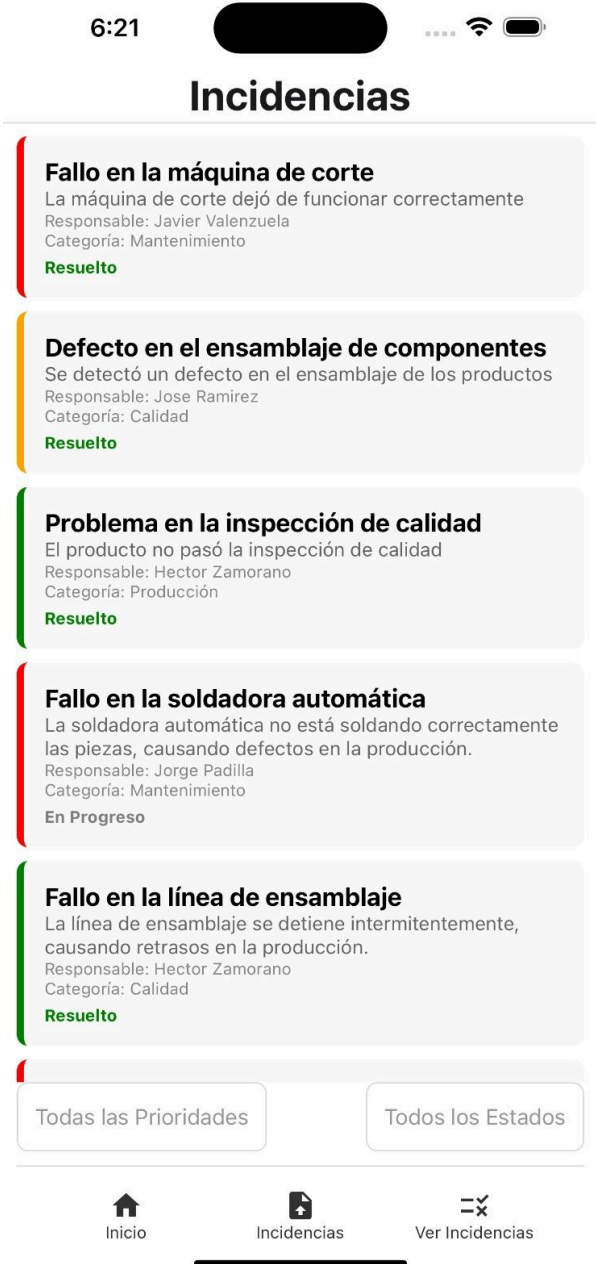 6:21
Incidencias
Fallo en la máquina de corte
La máquina de corte dejó de funcionar correctamente
Responsable: Javier Valenzuela
Categoría: Mantenimiento
Resuelto
Defecto en el ensamblaje de componentes
Se detectó un defecto en el ensamblaje de los productos
Responsable: Jose Ramirez
Categoría: Calidad
Resuelto
Problema en la inspección de calidad
El producto no pasó la inspección de calidad
Responsable: Hector Zamorano
Categoría: Producción
Resuelto
Fallo en la soldadora automática
La soldadora automática no está soldando correctamente
las piezas, causando defectos en la producción.
Responsable: Jorge Padilla
Categoría: Mantenimiento
En Progreso
Fallo en la línea de ensamblaje
La línea de ensamblaje se detiene intermitentemente,
causando retrasos en la producción.
Responsable: Hector Zamorano
Categoría: Calidad
Resuelto
Todas las Prioridades
Todos los Estados
Inicio
Incidencias
Ver Incidencias